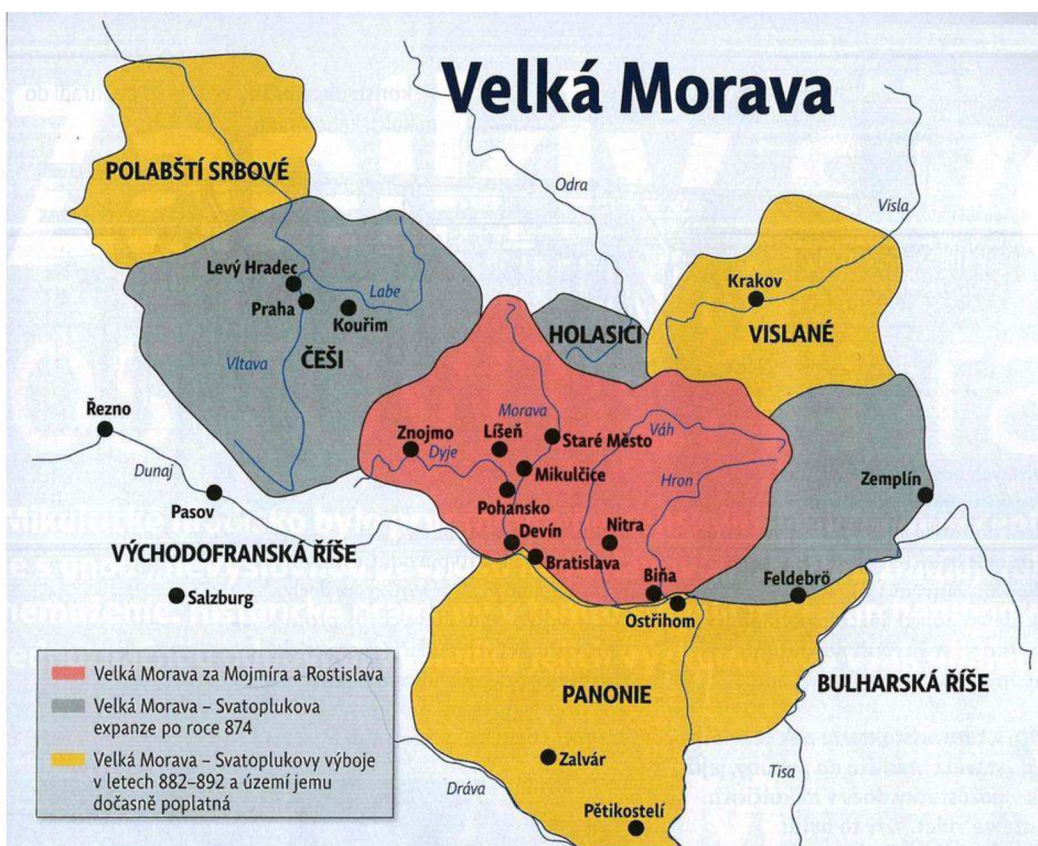 Velká Morava
POLABŠTÍ SRBOVÉ
Odra
Visla
Levý Hradec
Labe
Praha
Kouřim
Krakov
HOLASICI
VISLANÉ
Vltava
ČEŠI
Řezno
Znojmo
Líšeň
Morava
Staré Město
Váh
Dyje
Dunaj
Mikulčice
Hron
Zemplín
Pasov
Pohansko
Devín
Nitra
VÝCHODOFRANSKÁ ŘÍŠE
Bratislava
Biňa
Feldebrö
Salzburg
Ostřihom
Velká Morava za Mojmíra a Rostislava
Velká Morava – Svatoplukova
expanze po roce 874
Velká Morava – Svatoplukovy výboje
v letech 882–892 a území jemu
dočasně poplatná
PANONIE
BULHARSKÁ ŘÍŠE
Zalvár
Dráva
Tisa
Pětikostelí